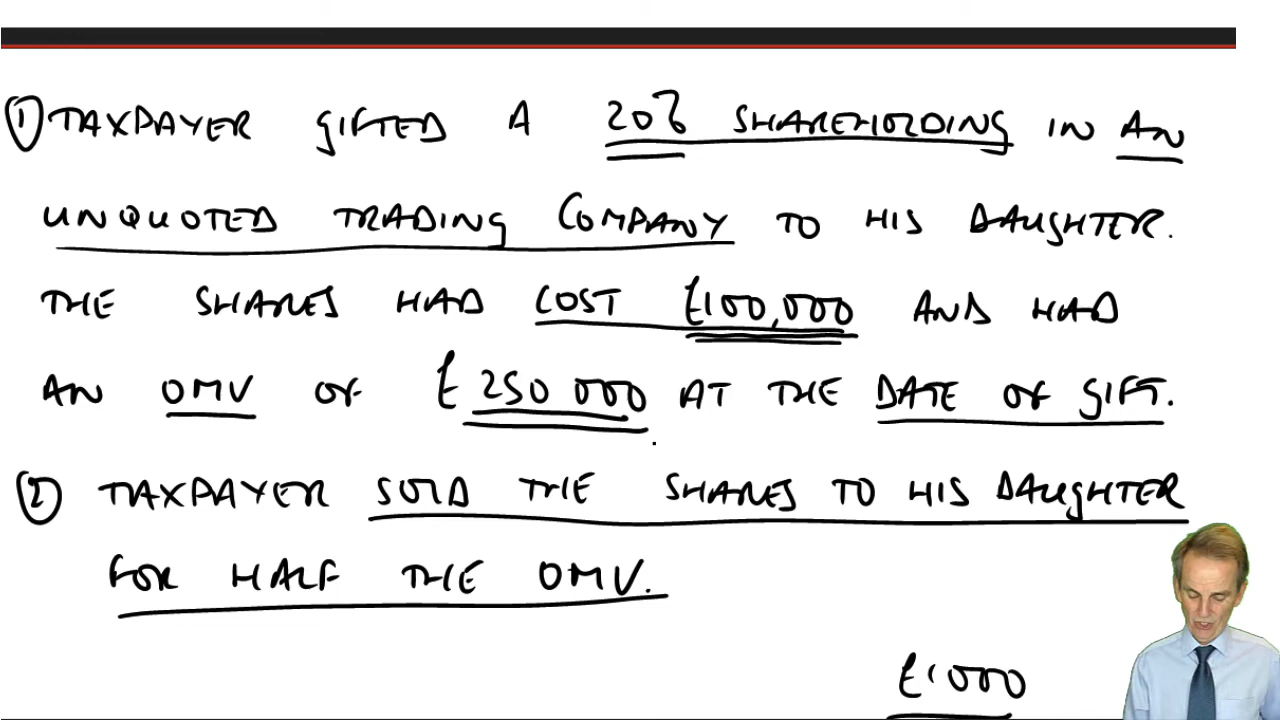 ① TAXPAYER GIFTED A 20% SHAREHOLDING IN AN
UNQUOTED TRADING COMPANY TO HIS DAUGHTER.
THE SHARES HAD COST £100,000 AND HAD
AN OMV OF £250 000 AT THE DATE OF GIFT.
② TAXPAYER SOLD THE SHARES TO HIS DAUGHTER
FOR HALF THE OMV.
£1000